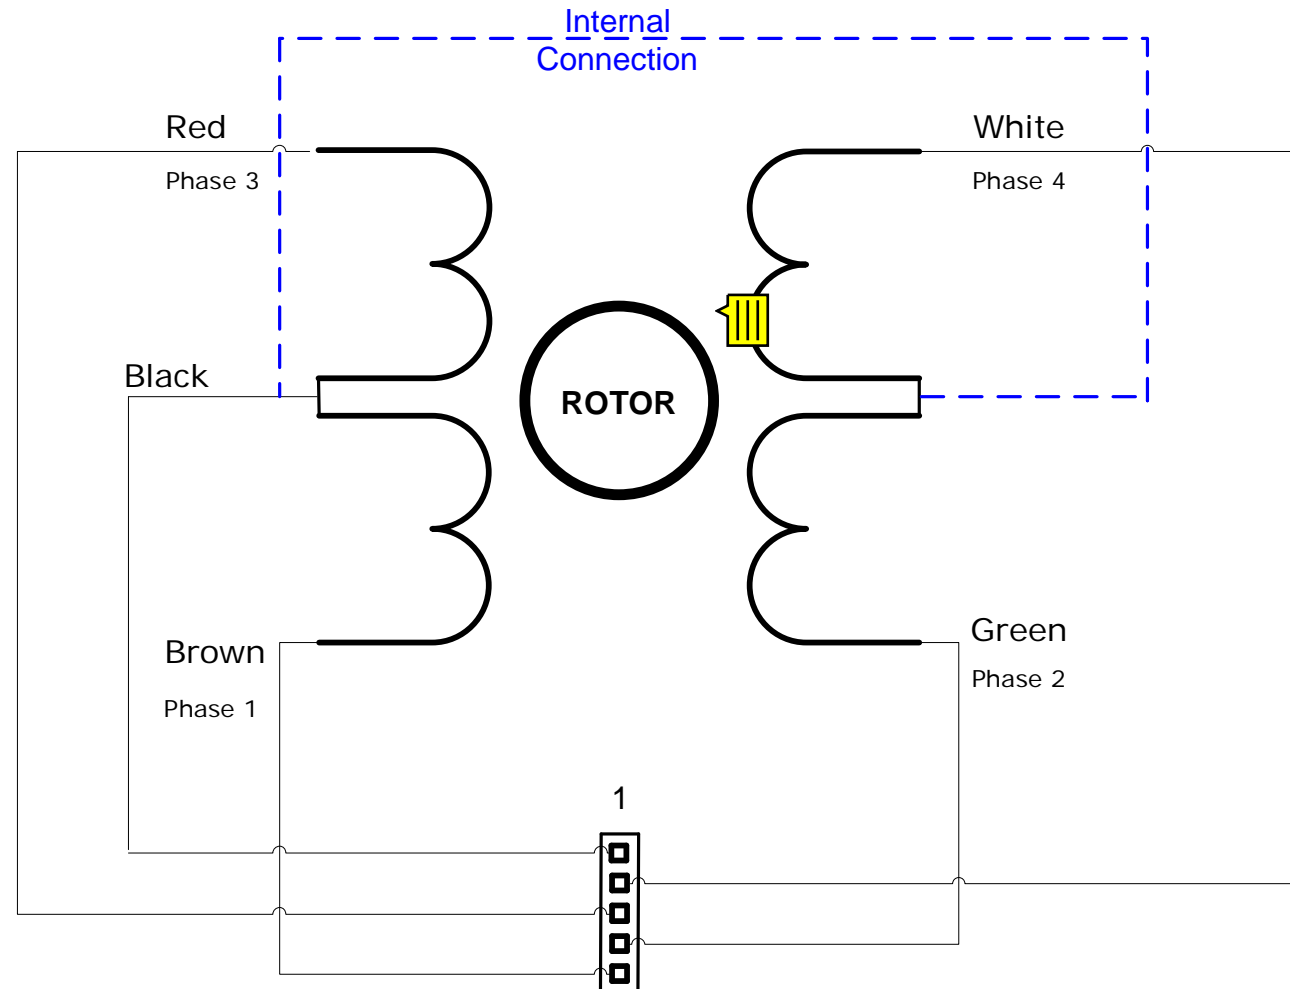 Internal
Connection
Red
White
Phase 3
Phase 4
Black
ROTOR
Brown
Green
Phase 1
Phase 2
1